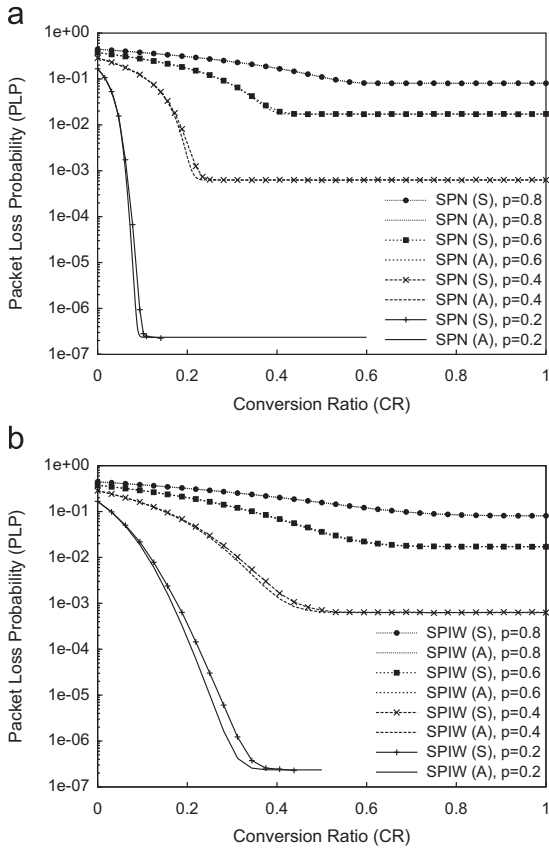 a
Packet Loss Probability (PLP)
1e+00
1e-01
1e-02
1e-03
1e-04
1e-05
1e-06
1e-07
SPN (S), p=0.8
SPN (A), p=0.8
SPN (S), p=0.6
SPN (A), p=0.6
SPN (S), p=0.4
SPN (A), p=0.4
SPN (S), p=0.2
SPN (A), p=0.2
0 0.2 0.4 0.6 0.8 1
Conversion Ratio (CR)
b
Packet Loss Probability (PLP)
1e+00
1e-01
1e-02
1e-03
1e-04
1e-05
1e-06
1e-07
SPIW (S), p=0.8
SPIW (A), p=0.8
SPIW (S), p=0.6
SPIW (A), p=0.6
SPIW (S), p=0.4
SPIW (A), p=0.4
SPIW (S), p=0.2
SPIW (A), p=0.2
0 0.2 0.4 0.6 0.8 1
Conversion Ratio (CR)